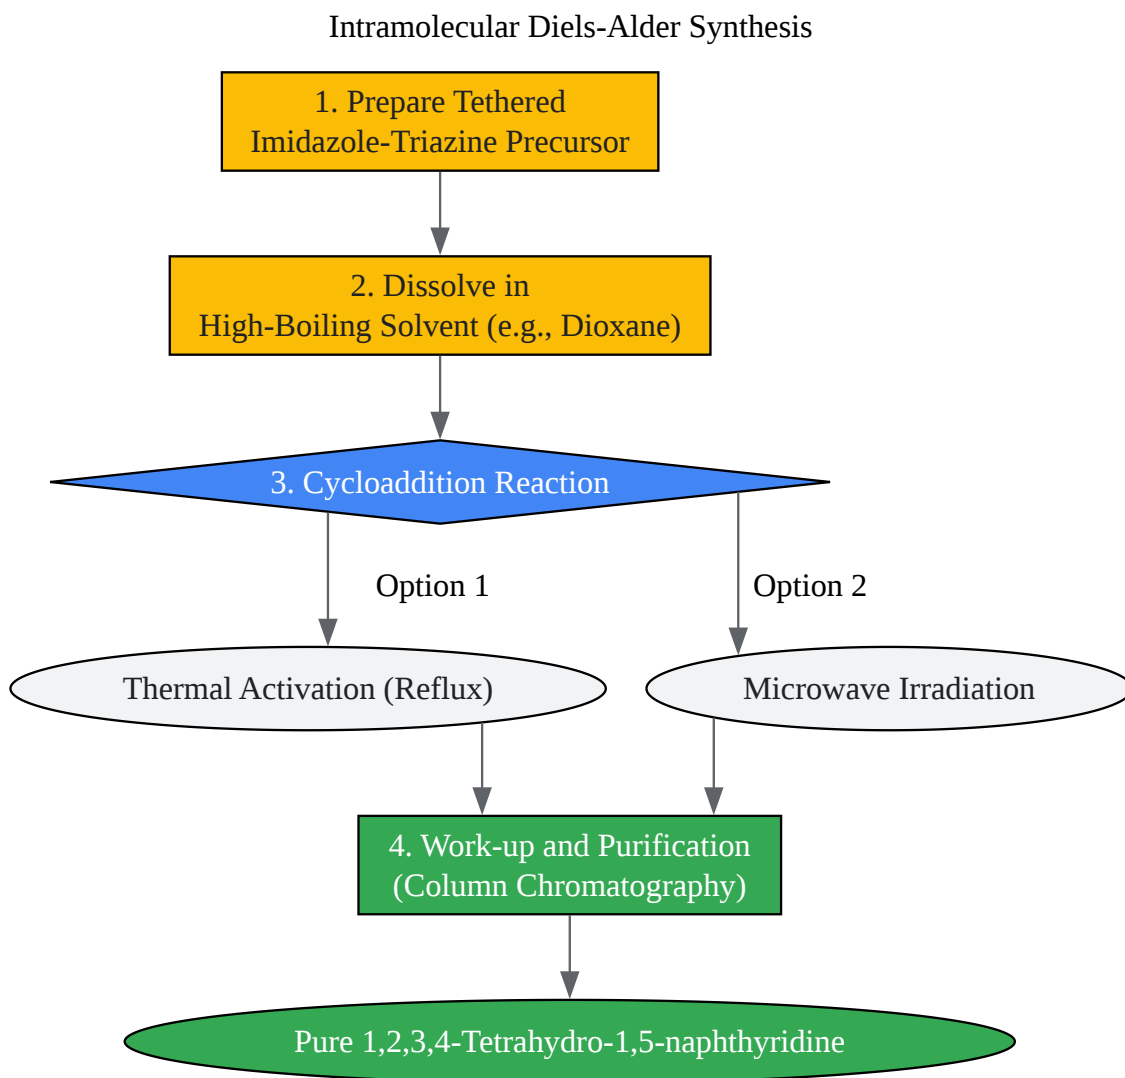 Intramolecular Diels-Alder Synthesis
1. Prepare Tethered
Imidazole-Triazine Precursor
2. Dissolve in
High-Boiling Solvent (e.g., Dioxane)
3. Cycloaddition Reaction
Option 1
Option 2
Thermal Activation (Reflux)
Microwave Irradiation
4. Work-up and Purification
(Column Chromatography)
Pure 1,2,3,4-Tetrahydro-1,5-naphthyridine